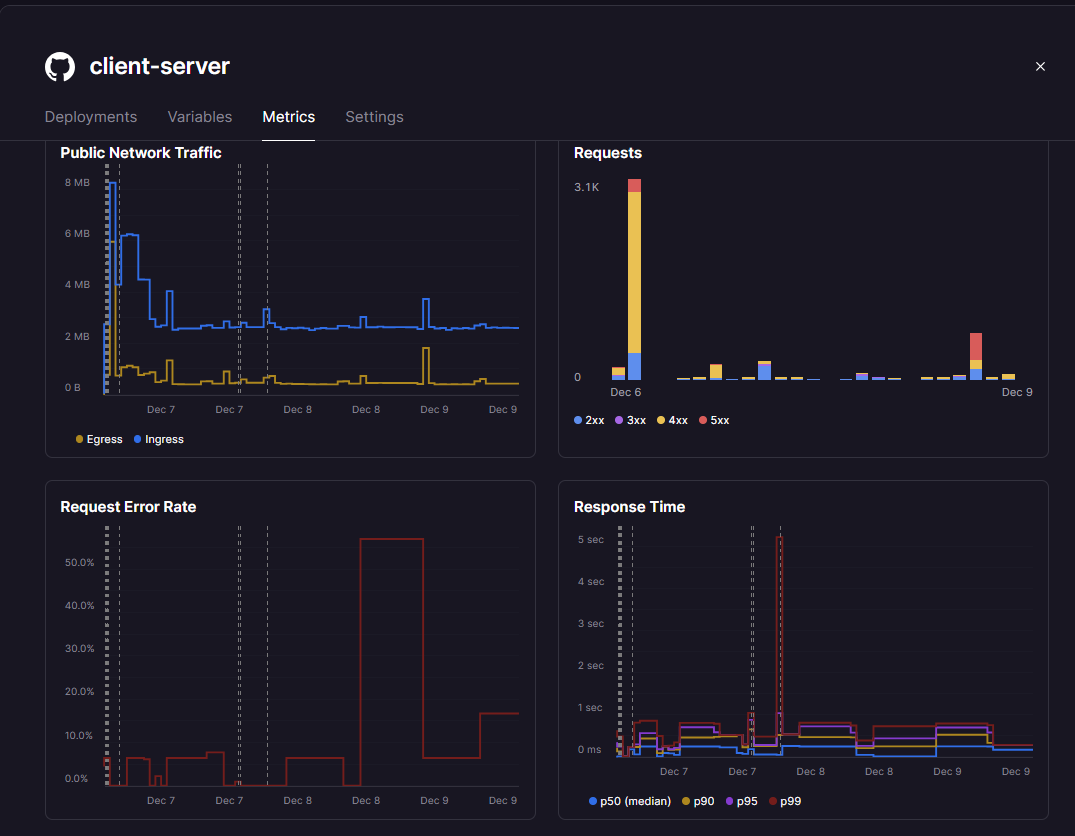 client-server
Deployments Variables Metrics Settings
Public Network Traffic
8 MB
6 MB
4 MB
2 MB
0 B
Dec 7 Dec 7 Dec 8 Dec 8 Dec 9 Dec 9
Egress Ingress
Requests
3.1K
0
Dec 6 Dec 9
2xx 3xx 4xx 5xx
Request Error Rate
50.0%
40.0%
30.0%
20.0%
10.0%
0.0%
Dec 7 Dec 7 Dec 8 Dec 8 Dec 9 Dec 9
Response Time
5 sec
4 sec
3 sec
2 sec
1 sec
0 ms
Dec 7 Dec 7 Dec 8 Dec 8 Dec 9 Dec 9
p50 (median) p90 p95 p99